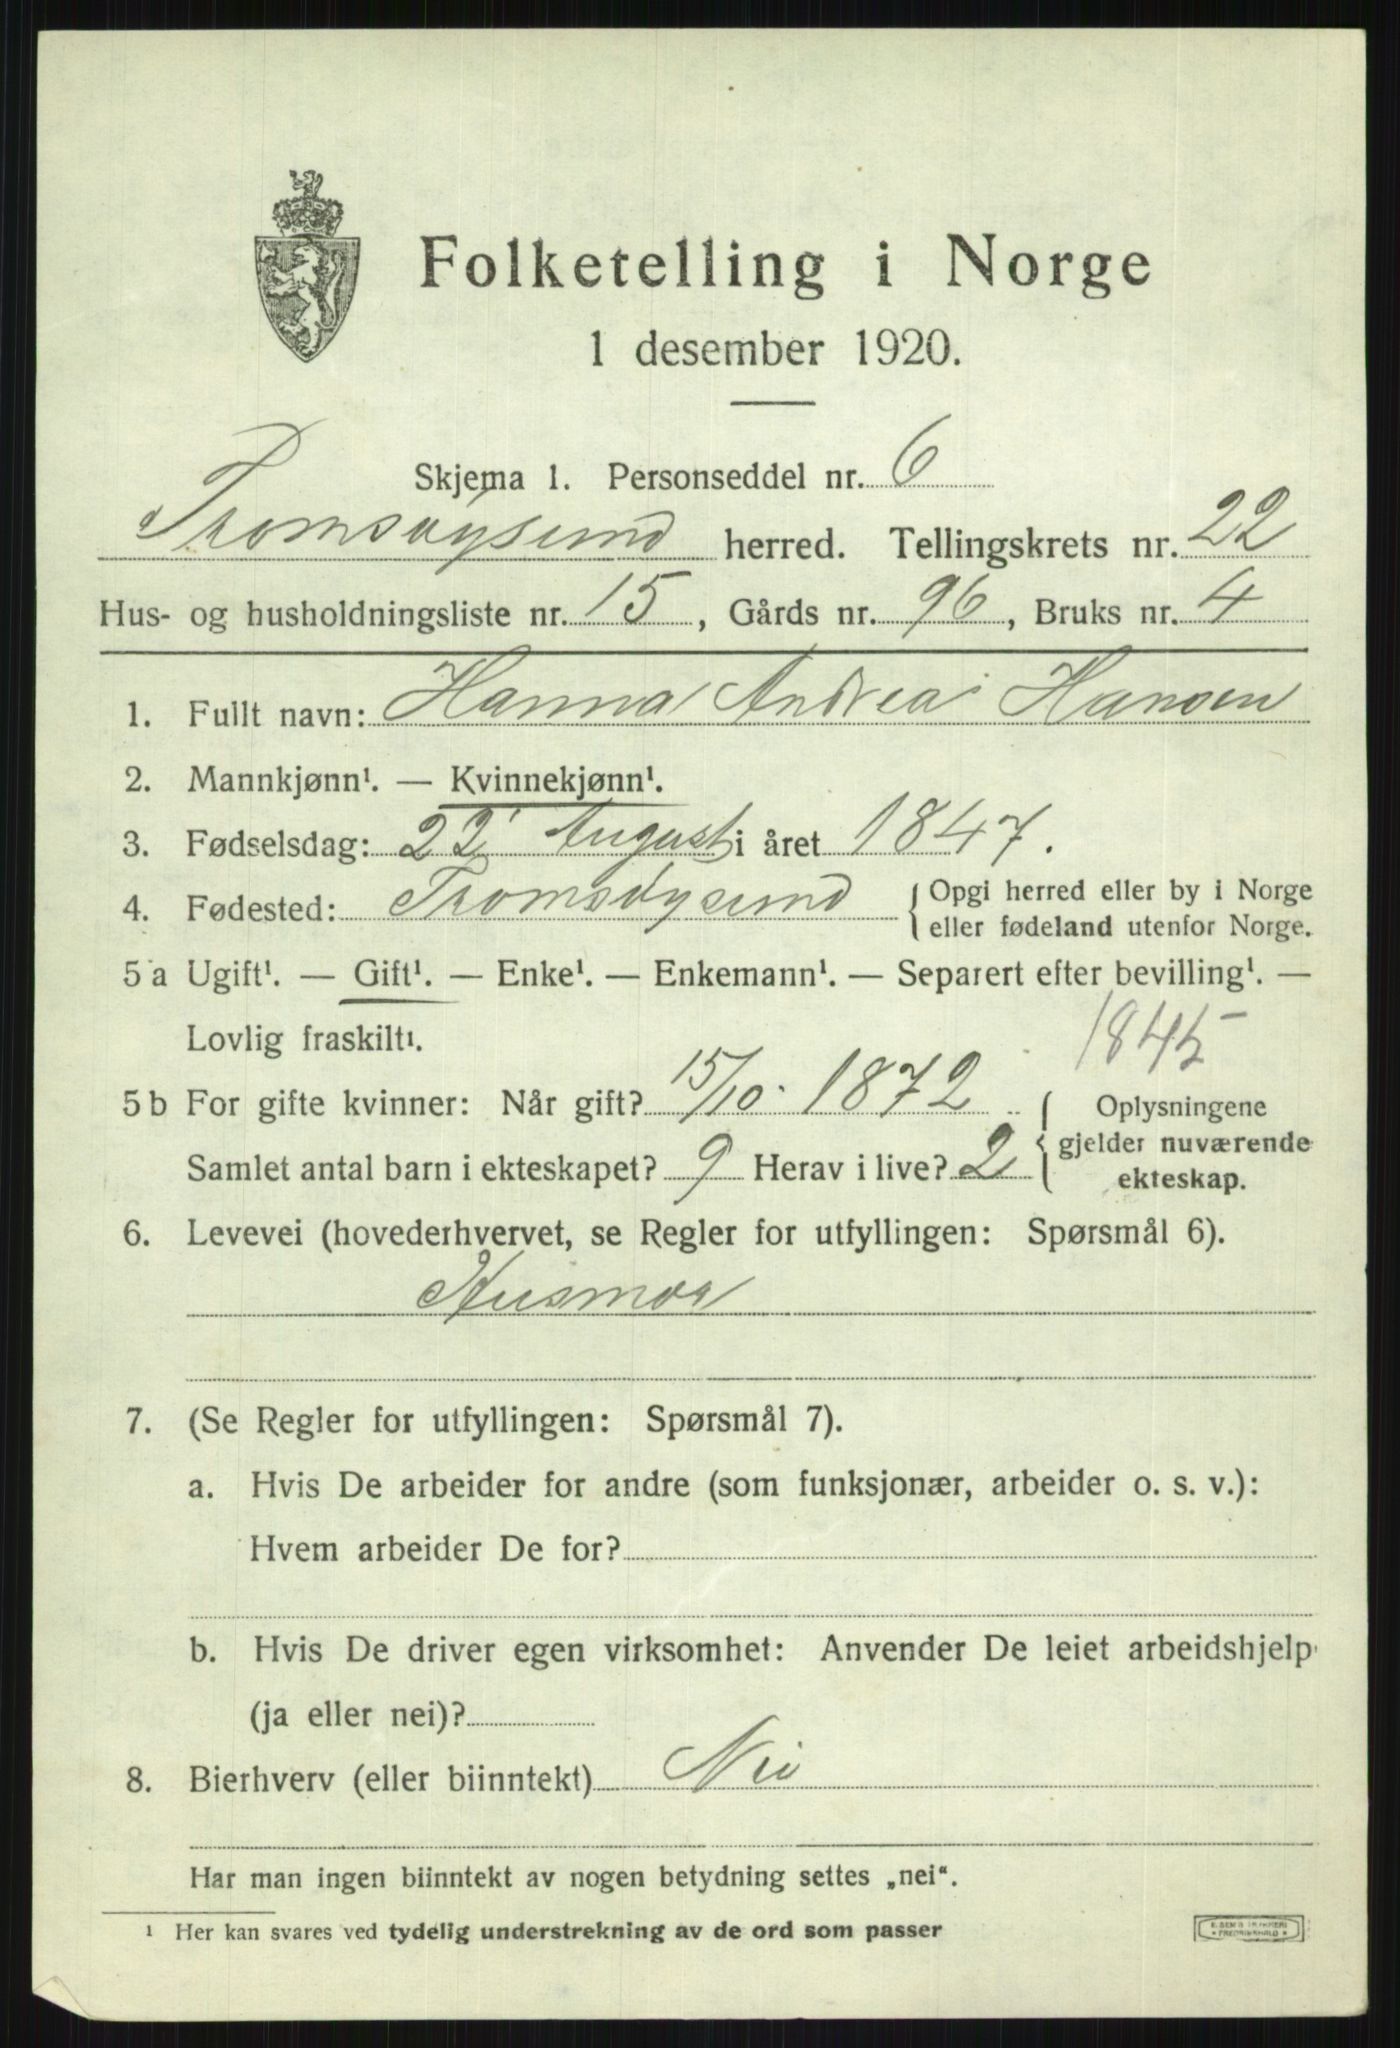 Folketelling i Norge
1 desember 1920.
Skjema 1. Personseddel nr. 6
Tromsøysund herred. Tellingskrets nr. 22
Hus- og husholdningsliste nr. 15, Gårds nr. 96, Bruks nr. 4
1. Fullt navn: Hanna Andrea Hansen
2. Mannkjønn¹. — Kvinnekjønn¹.
3. Fødselsdag: 22 August i året 1847.
4. Fødested: Tromsøysund { Opgi herred eller by i Norge
eller fødeland utenfor Norge.
5 a Ugift¹. — Gift¹. — Enke¹. — Enkemann¹. — Separert efter bevilling¹. —
Lovlig fraskilt¹.
1845
5 b For gifte kvinner: Når gift? 15/10. 1872 { Oplysningene
gjelder nuværende
Samlet antal barn i ekteskapet? 9 Herav i live? 2
ekteskap.
6. Levevei (hovederhvervet, se Regler for utfyllingen: Spørsmål 6).
Husmor
7. (Se Regler for utfyllingen: Spørsmål 7).
a. Hvis De arbeider for andre (som funksjonær, arbeider o. s. v.):
Hvem arbeider De for?
b. Hvis De driver egen virksomhet: Anvender De leiet arbeidshjelp
(ja eller nei)?
8. Bierhverv (eller biinntekt) Nei
Har man ingen biinntekt av nogen betydning settes „nei“.
¹ Her kan svares ved tydelig understrekning av de ord som passer